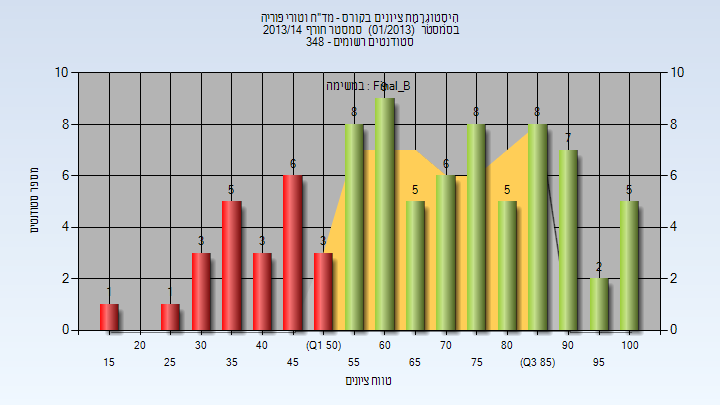 היסטוגרמת ציונים בקורס - מד"ח וטורי פוריה
בסמסטר (01/2013) סמסטר חורף 2013/14
סטודנטים רשומים - 348
במשימה : Final_B
10 10
8 8
6 6
4 4
2 2
0 0
מספר סטודנטים
1 1 3 5 3 6 3 8 9 5 6 8 5 8 7 2 5
20 30 40 (Q1 50) 60 70 80 90 100
15 25 35 45 55 65 75 (Q3 85) 95
טווח ציונים